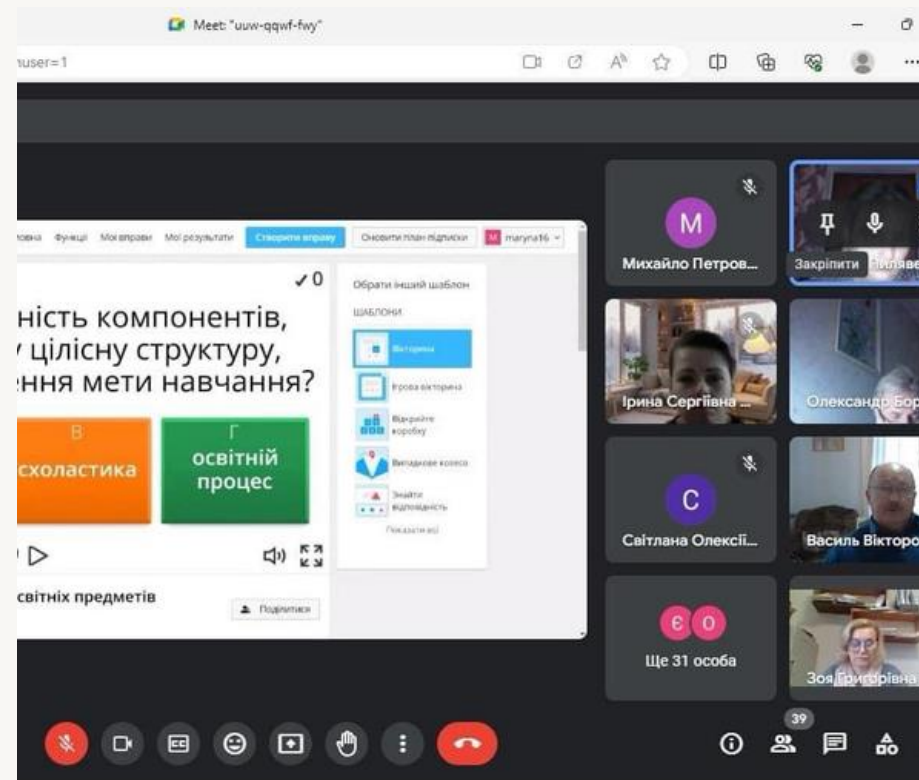 Meet: "uuw-qqwf-fwy"
nuser=1
Функції Мої вправи Мої результати Створити вправу Оновити план підписки M maryna16
✓ 0
ність компонентів,
у цілісну структуру,
ення мети навчання?
В
схоластика
Г
освітній
процес
світніх предметів
Поділитися
Обрати інший шаблон
ШАБЛОНИ
Вікторина
Ігрова вікторина
Відкрийте
коробку
Випадкове колесо
Знайти
відповідність
Показати всі
М
Михайло Петров...
Закріпити
Ірина Сергіївна ...
Олександр Бор
С
Світлана Олексії...
Василь Вікторо
Є О
Ще 31 особа
Зоя Григорівна
CC
39